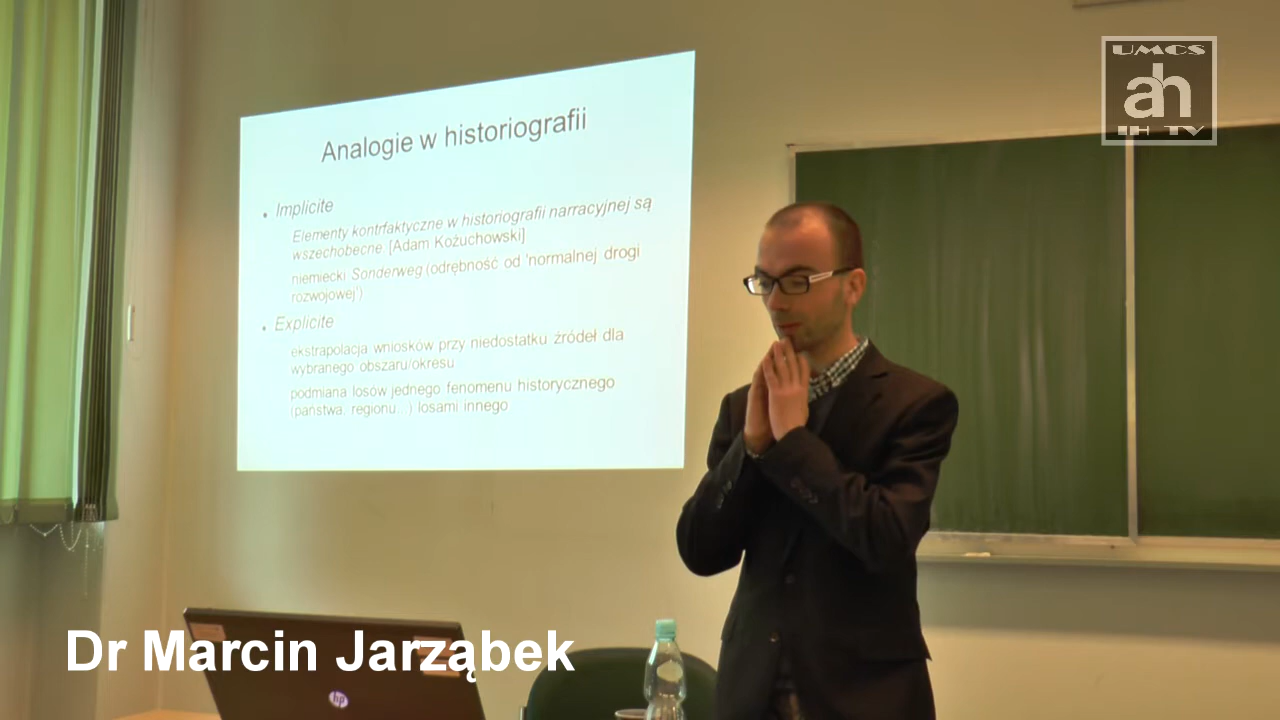 UMCS
ah
IH TV
Analogie w historiografii
Implicite
Elementy kontrfaktyczne w historiografii narracyjnej są
wszechobecne. [Adam Kożuchowski]
niemiecki Sonderweg (odrębność od 'normalnej drogi
rozwojowej')
Explicite
ekstrapolacja wniosków przy niedostatku źródeł dla
wybranego obszaru/okresu
podmiana losów jednego fenomenu historycznego
(państwa, regionu...) losami innego
Dr Marcin Jarząbek
hp